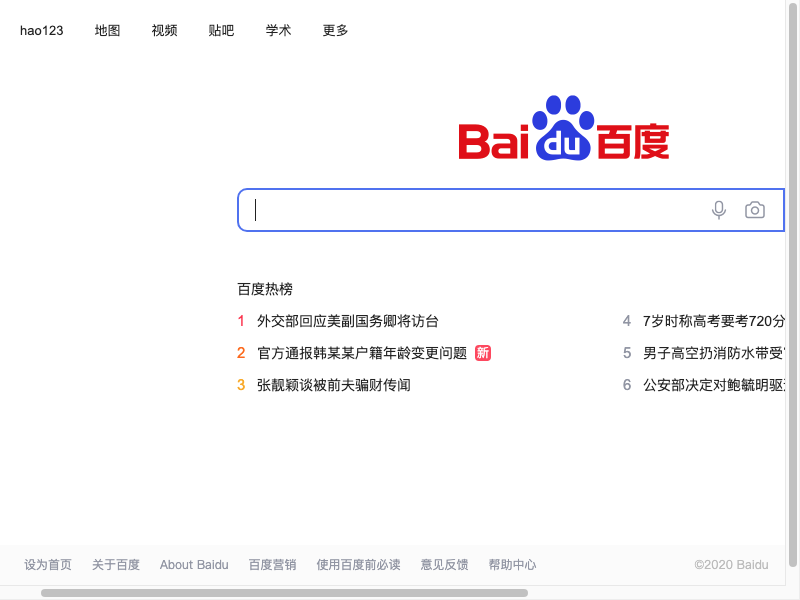 hao123 地图 视频 贴吧 学术 更多
Bai du 百度
百度热榜
1 外交部回应美副国务卿将访台
2 官方通报韩某某户籍年龄变更问题 新
3 张靓颖谈被前夫骗财传闻
4 7岁时称高考要考720分
5 男子高空扔消防水带受
6 公安部决定对鲍毓明驱
设为首页 关于百度 About Baidu 百度营销 使用百度前必读 意见反馈 帮助中心 ©2020 Baidu